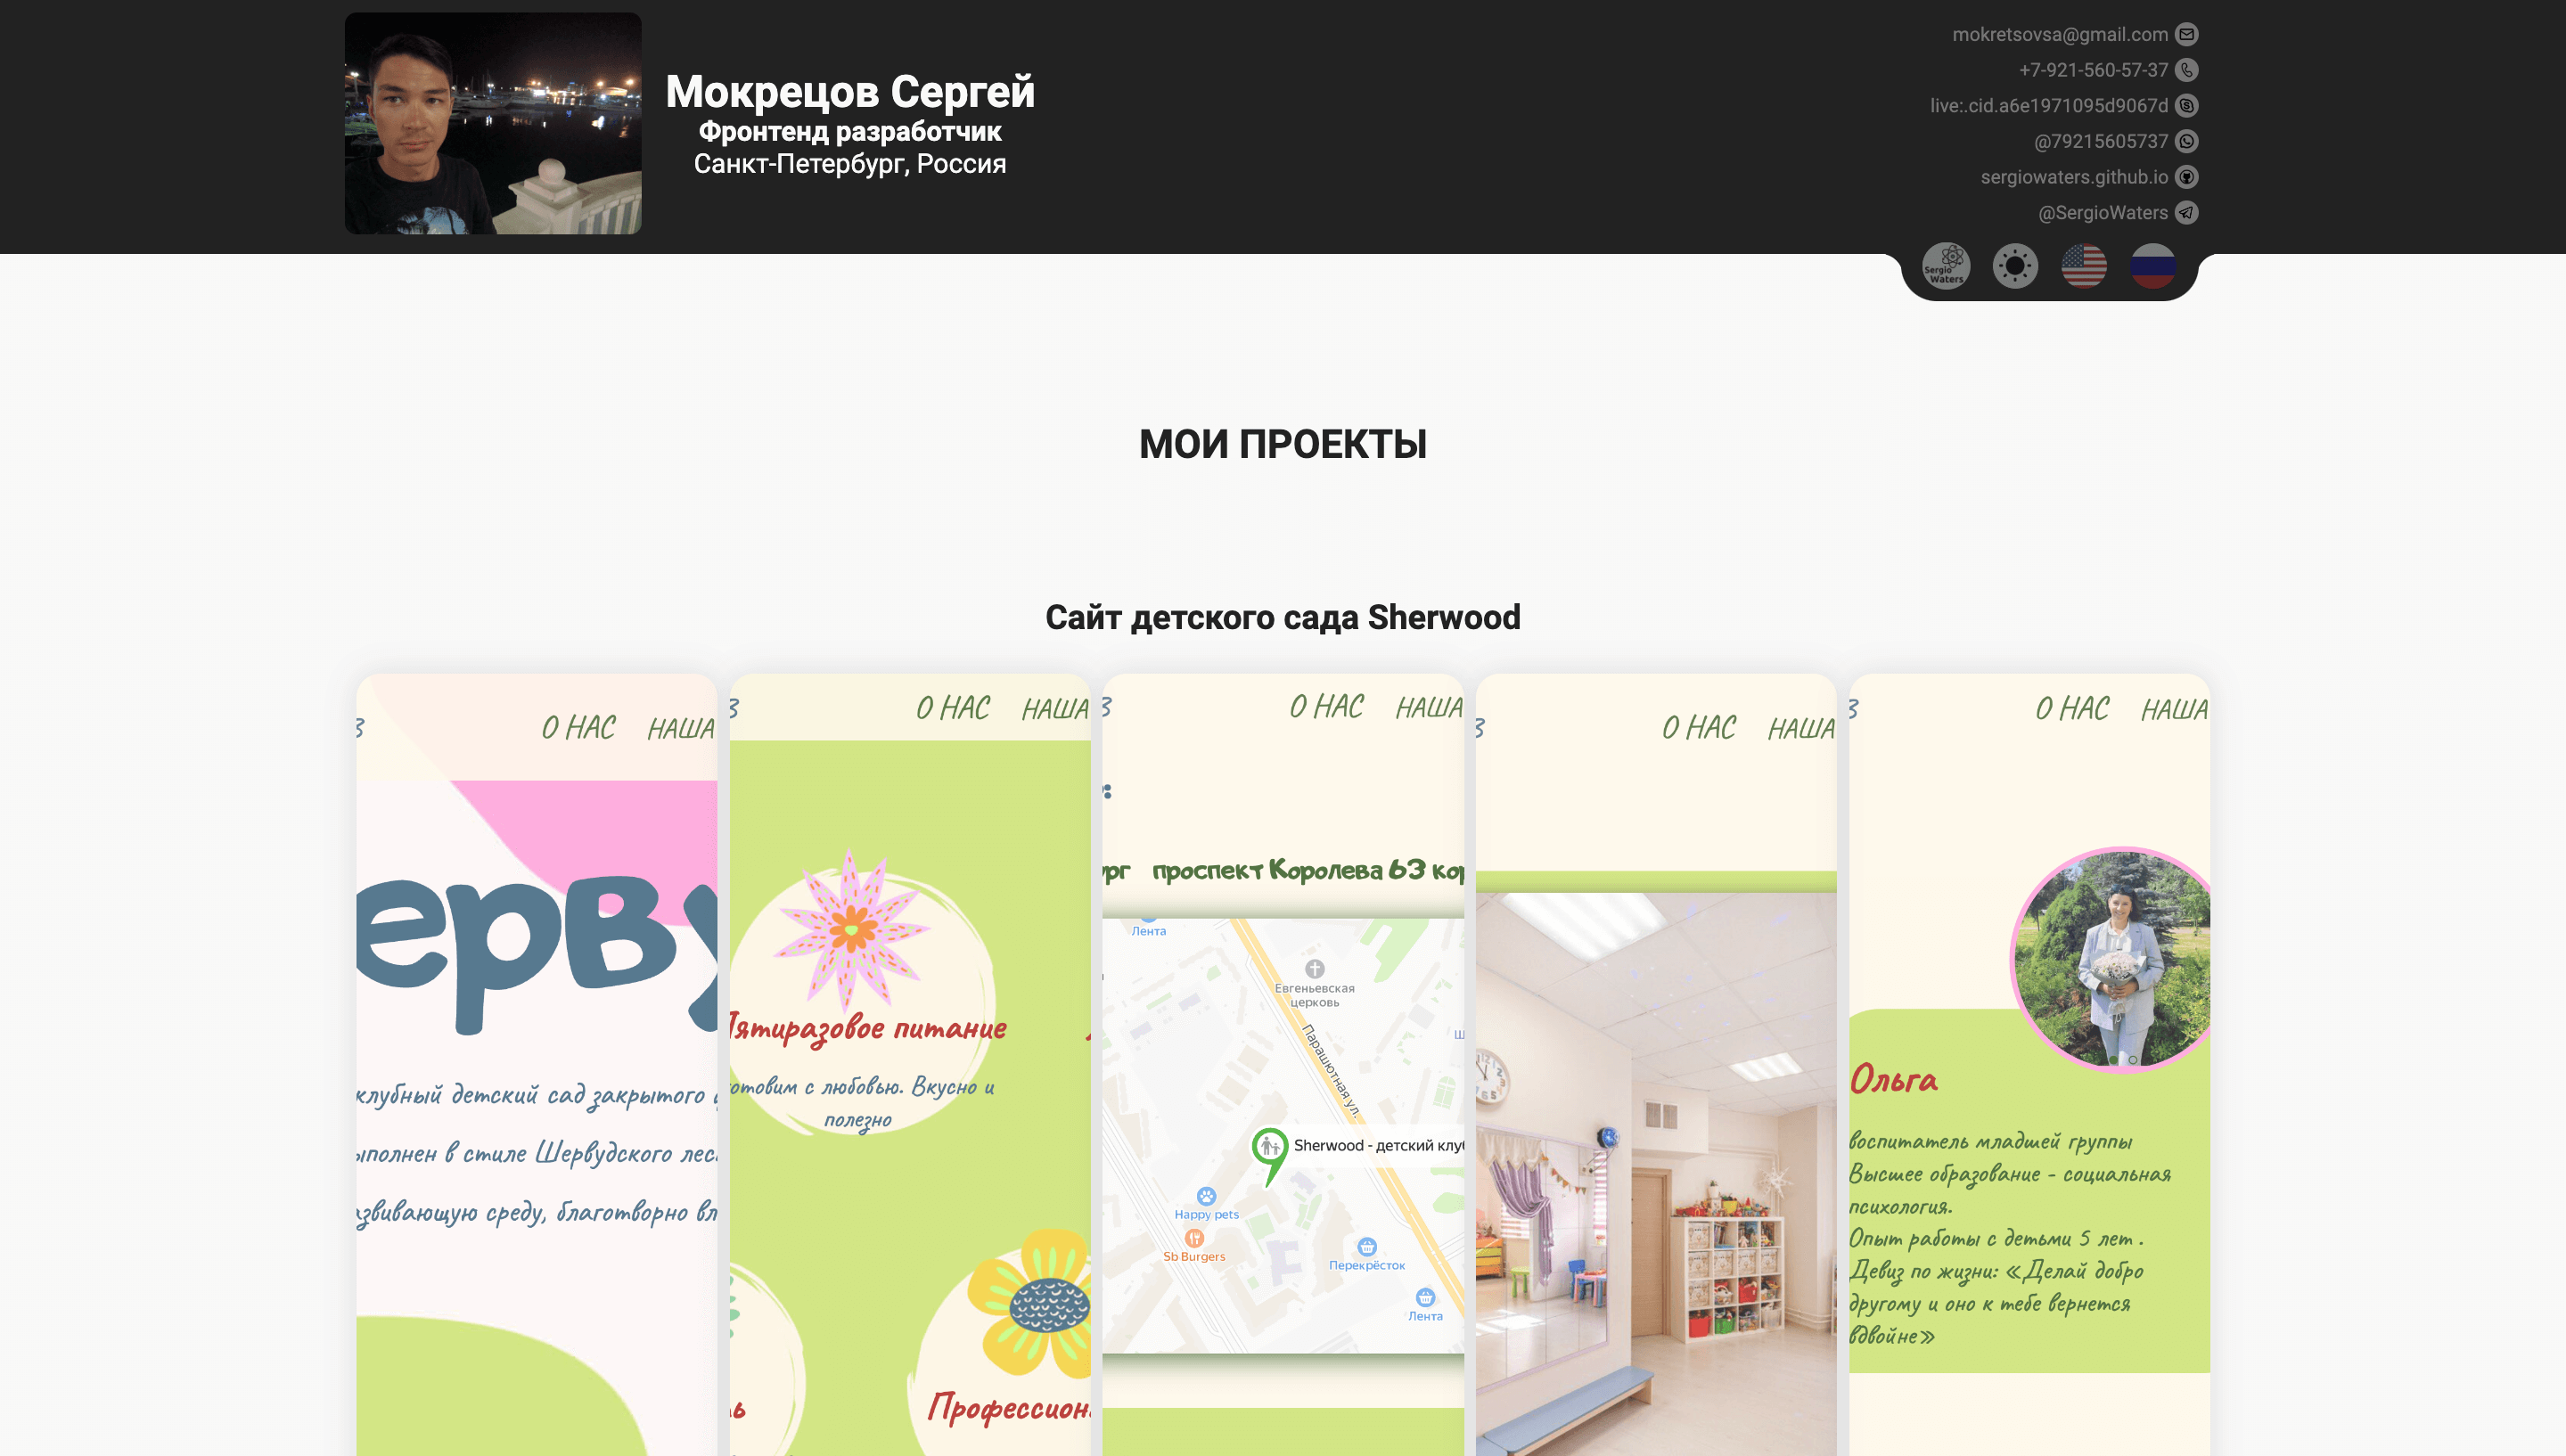 Мокрецов Сергей
Фронтенд разработчик
Санкт-Петербург, Россия
mokretsovsa@gmail.com
+7-921-560-57-37
live:.cid.a6e1971095d9067d
@79215605737
sergiowaters.github.io
@SergioWaters
Sergio
Waters
МОИ ПРОЕКТЫ
Сайт детского сада Sherwood
О НАС НАША
ерву
клубный детский сад закрытого
ыполнен в стиле Шервудского лес
азвивающую среду, благотворно вл
О НАС НАША
Пятиразовое питание
отовим с любовью. Вкусно и
полезно
ь
Профессион
О НАС НАША
ург проспект Королева 63 кор
Лента
Евгеньевская
церковь
Парашютная ул.
Ш
Sherwood - детский клу
Happy pets
Sb Burgers
Перекрёсток
Лента
О НАС НАША
О НАС НАША
Ольга
воспитатель младшей группы
Высшее образование - социальная
психология.
Опыт работы с детьми 5 лет .
Девиз по жизни: «Делай добро
другому и оно к тебе вернется
вдвойне»